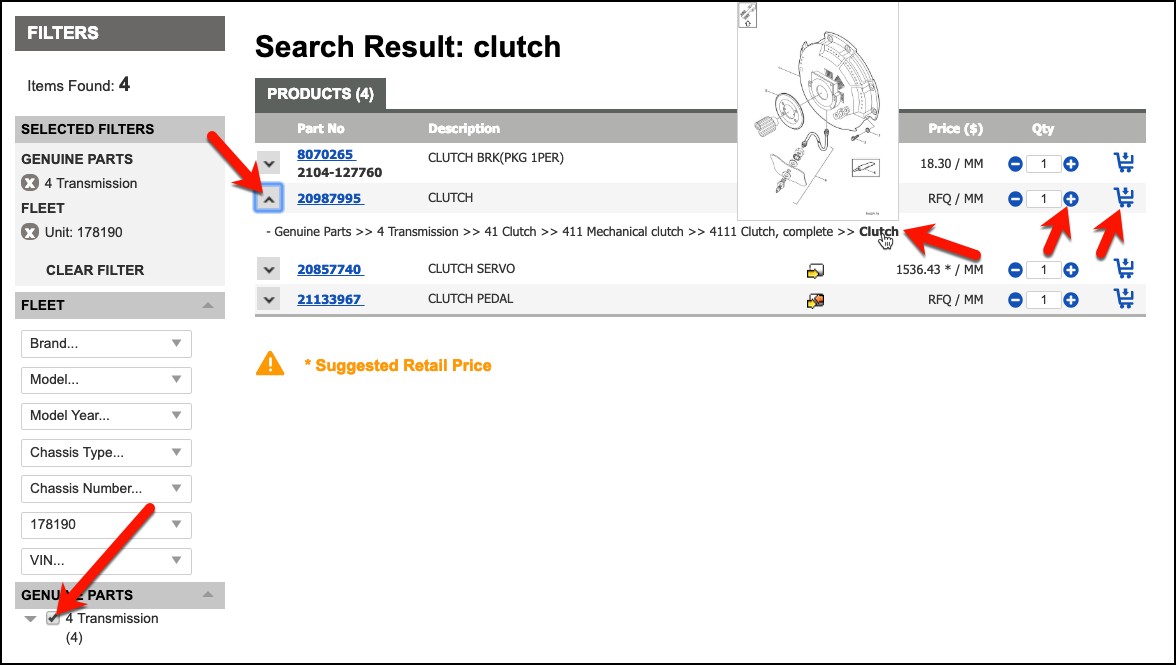 FILTERS
Items Found: 4
SELECTED FILTERS
GENUINE PARTS
4 Transmission
FLEET
Unit: 178190
CLEAR FILTER
FLEET
Brand...
Model...
Model Year...
Chassis Type...
Chassis Number...
178190
VIN...
GENUINE PARTS
4 Transmission
(4)
Search Result: clutch
PRODUCTS (4)
Part No Description Price ($) Qty
8070265 CLUTCH BRK(PKG 1PER) 18.30 / MM 1
2104-127760
20987995 CLUTCH RFQ / MM 1
- Genuine Parts >> 4 Transmission >> 41 Clutch >> 411 Mechanical clutch >> 4111 Clutch, complete >> Clutch
20857740 CLUTCH SERVO 1536.43 * / MM 1
21133967 CLUTCH PEDAL RFQ / MM 1
* Suggested Retail Price